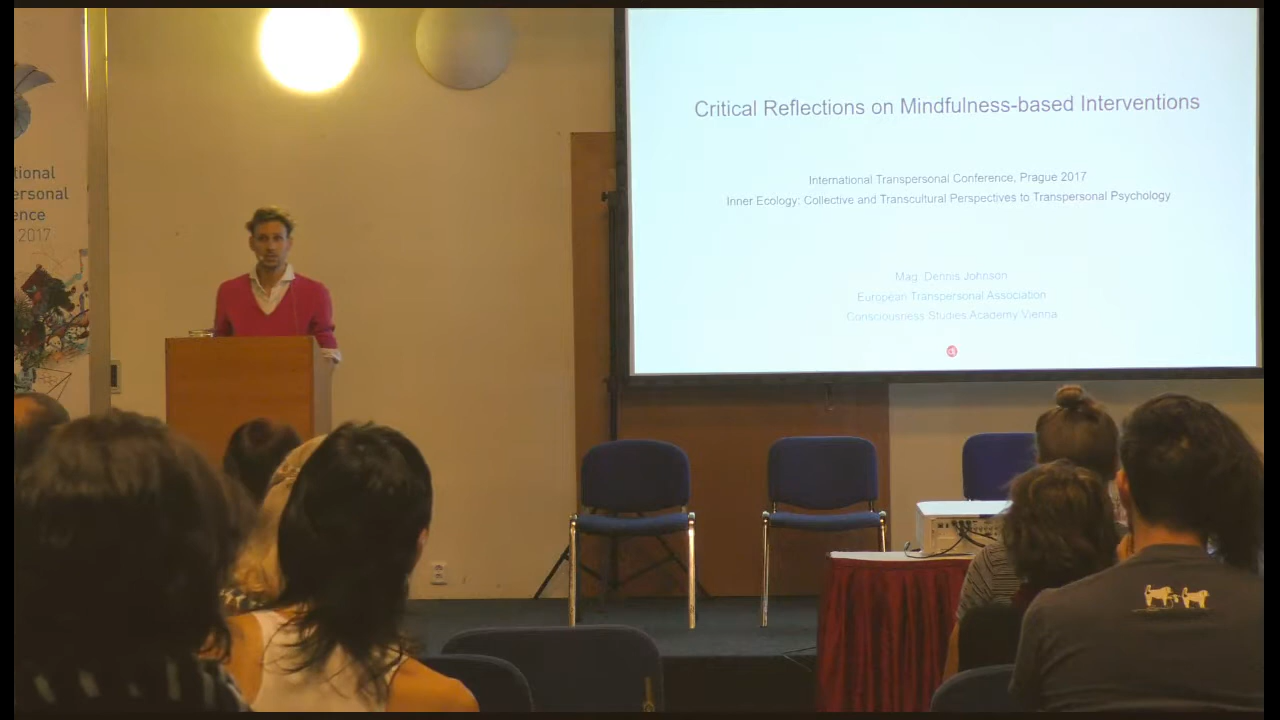 tional
ersonal
ence
2017
Critical Reflections on Mindfulness-based Interventions
International Transpersonal Conference, Prague 2017
Inner Ecology: Collective and Transcultural Perspectives to Transpersonal Psychology
Mag. Dennis Johnson
European Transpersonal Association
Consciousness Studies Academy Vienna